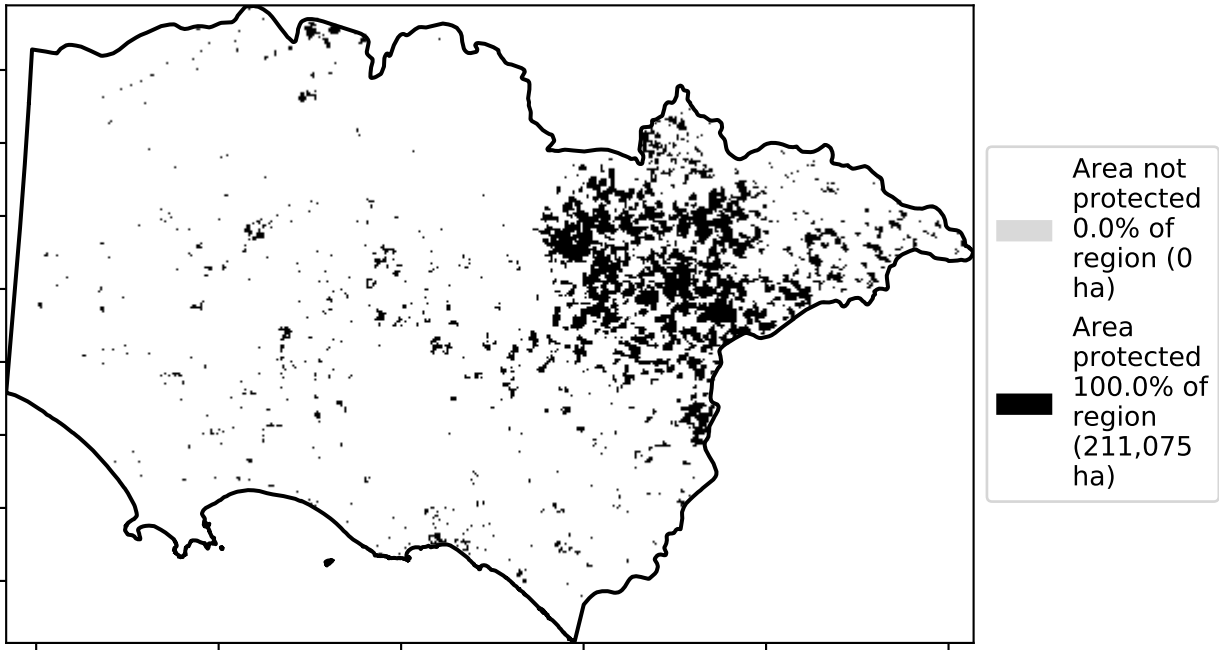 Area not
protected
0.0% of
region (0
ha)
Area
protected
100.0% of
region
(211,075
ha)